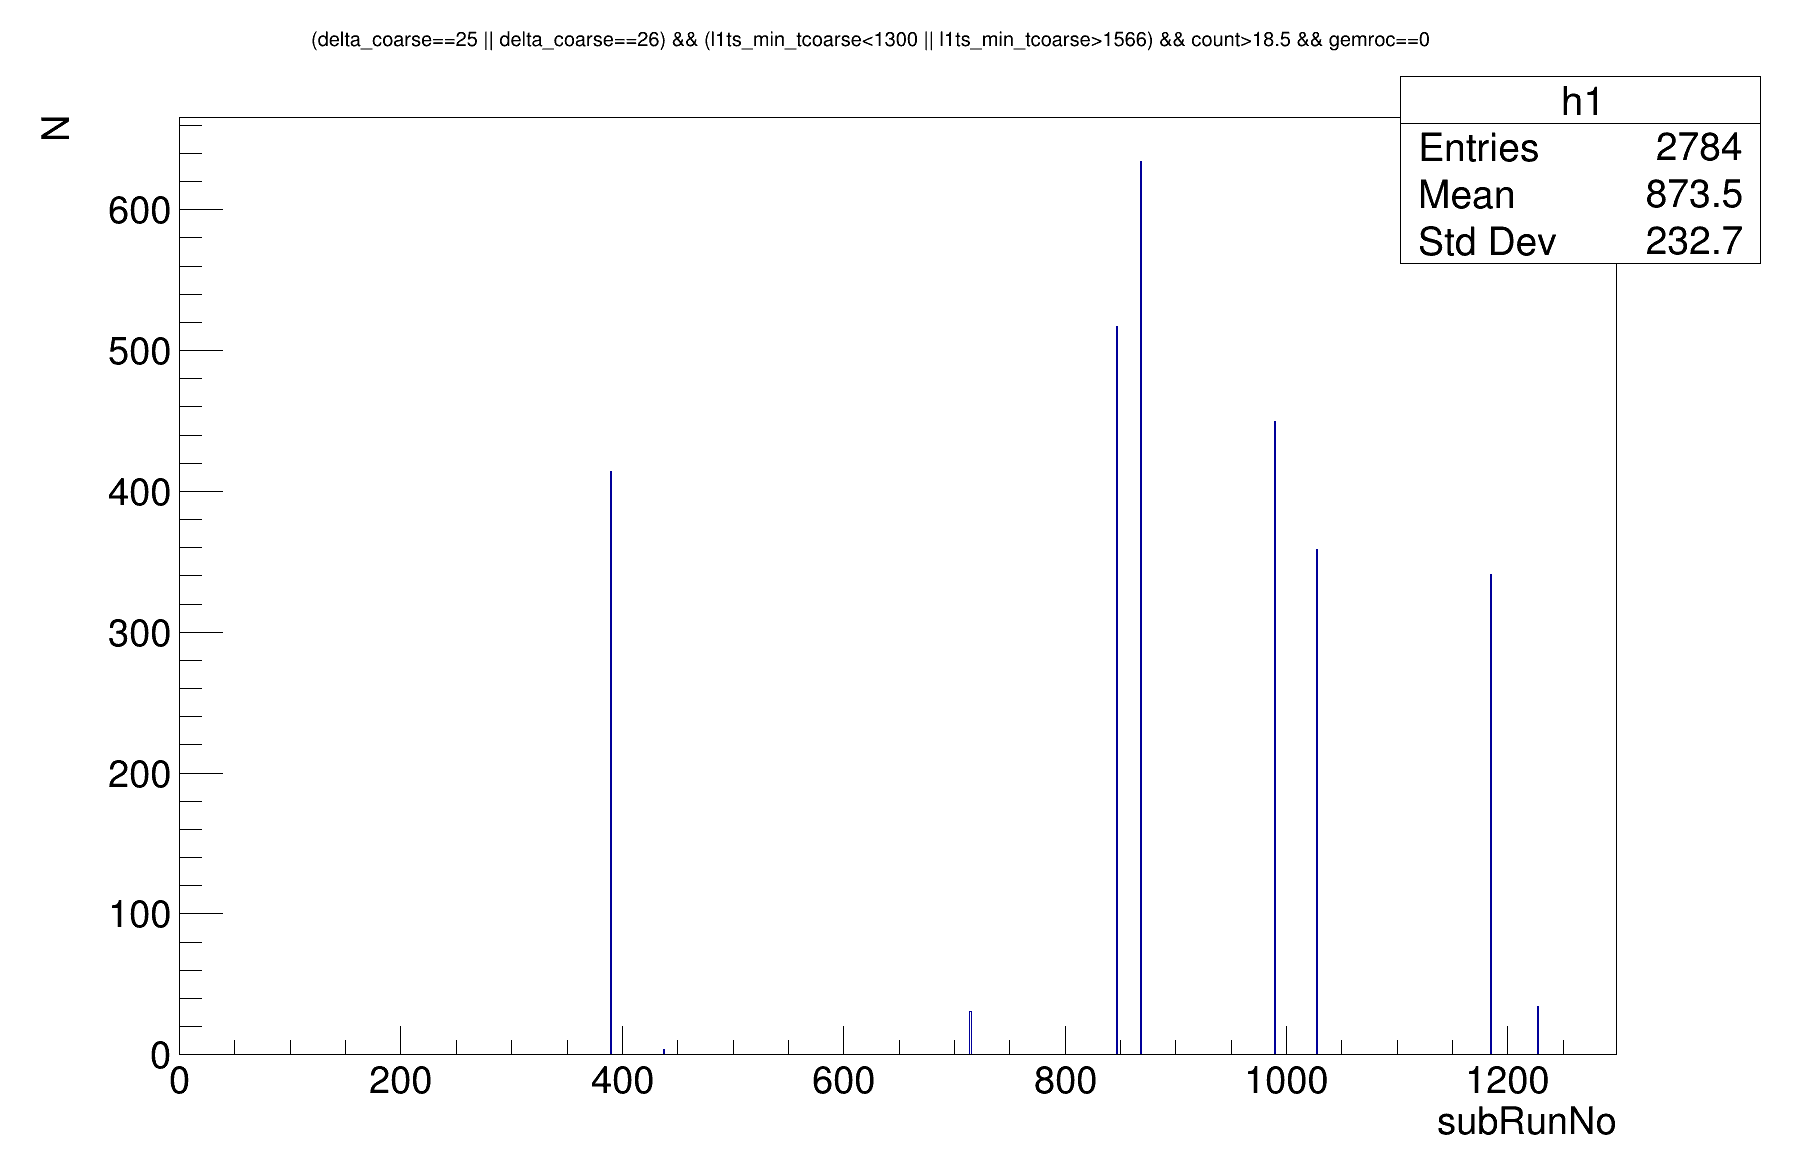 (delta_coarse==25 || delta_coarse==26) && (l1ts_min_tcoarse<1300 || l1ts_min_tcoarse>1566) && count>18.5 && gemroc==0
h1
Entries 2784
Mean 873.5
Std Dev 232.7
N
600
500
400
300
200
100
0
0 200 400 600 800 1000 1200
subRunNo